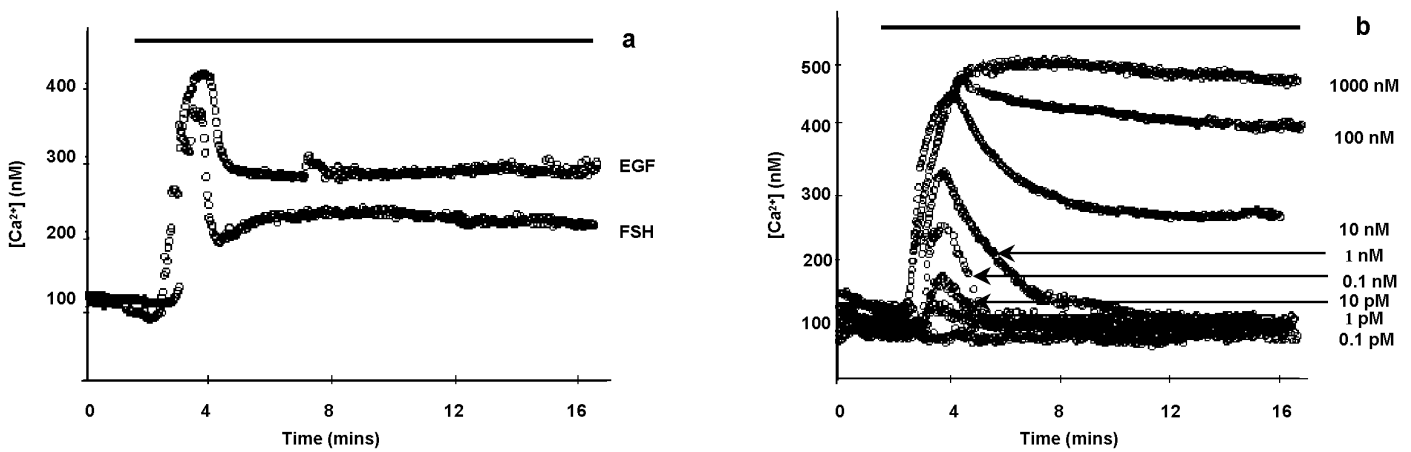 a
400
300
200
100
[Ca²⁺] (nM)
EGF
FSH
0 4 8 12 16
Time (mins)
b
500
400
300
200
100
[Ca²⁺] (nM)
1000 nM
100 nM
10 nM
1 nM
0.1 nM
10 pM
1 pM
0.1 pM
0 4 8 12 16
Time (mins)